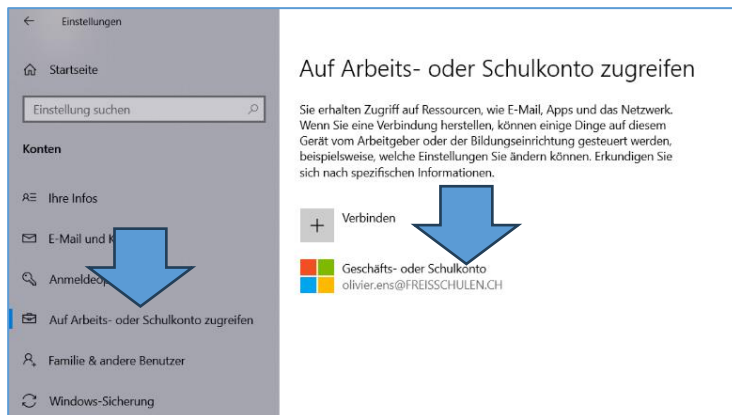 Einstellungen
Startseite
Einstellung suchen
Konten
Ihre Infos
E-Mail und
Auf Arbeits- oder Schulkonto zugreifen
Familie & andere Benutzer
Windows-Sicherung
Auf Arbeits- oder Schulkonto zugreifen
Sie erhalten Zugriff auf Ressourcen, wie E-Mail, Apps und das Netzwerk.
Wenn Sie eine Verbindung herstellen, können einige Dinge auf diesem
Gerät vom Arbeitgeber oder der Bildungseinrichtung gesteuert werden,
beispielsweise, welche Einstellungen Sie ändern können. Erkundigen Sie
sich nach spezifischen Informationen.
Verbinden
Geschäfts- oder Schulkonto
olivier.ens@FREISSCHULEN.CH